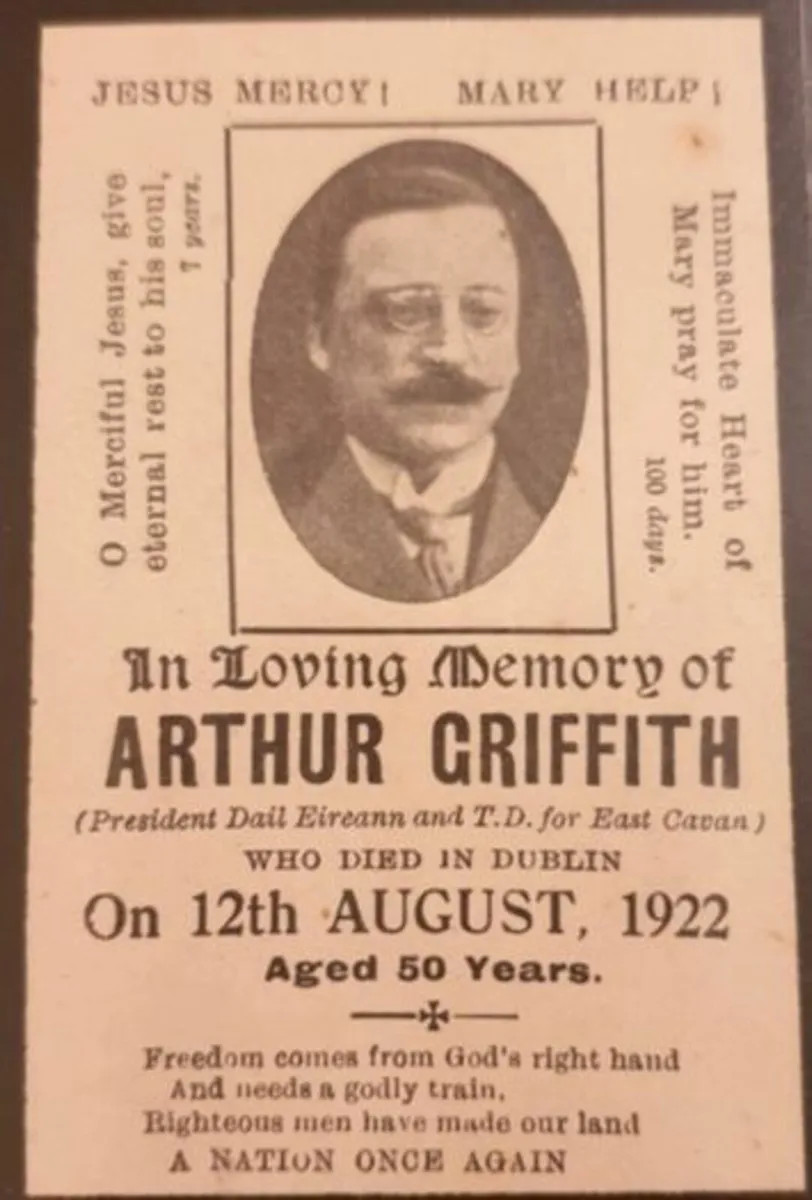 JESUS MERCY! MARY HELP!
O Merciful Jesus, give
eternal rest to his soul,
7 years.
Immaculate Heart of
Mary pray for him.
100 days.
In Loving Memory of
ARTHUR GRIFFITH
(President Dail Eireann and T.D. for East Cavan)
WHO DIED IN DUBLIN
On 12th AUGUST, 1922
Aged 50 Years.
Freedom comes from God's right hand
And needs a godly train,
Righteous men have made our land
A NATION ONCE AGAIN